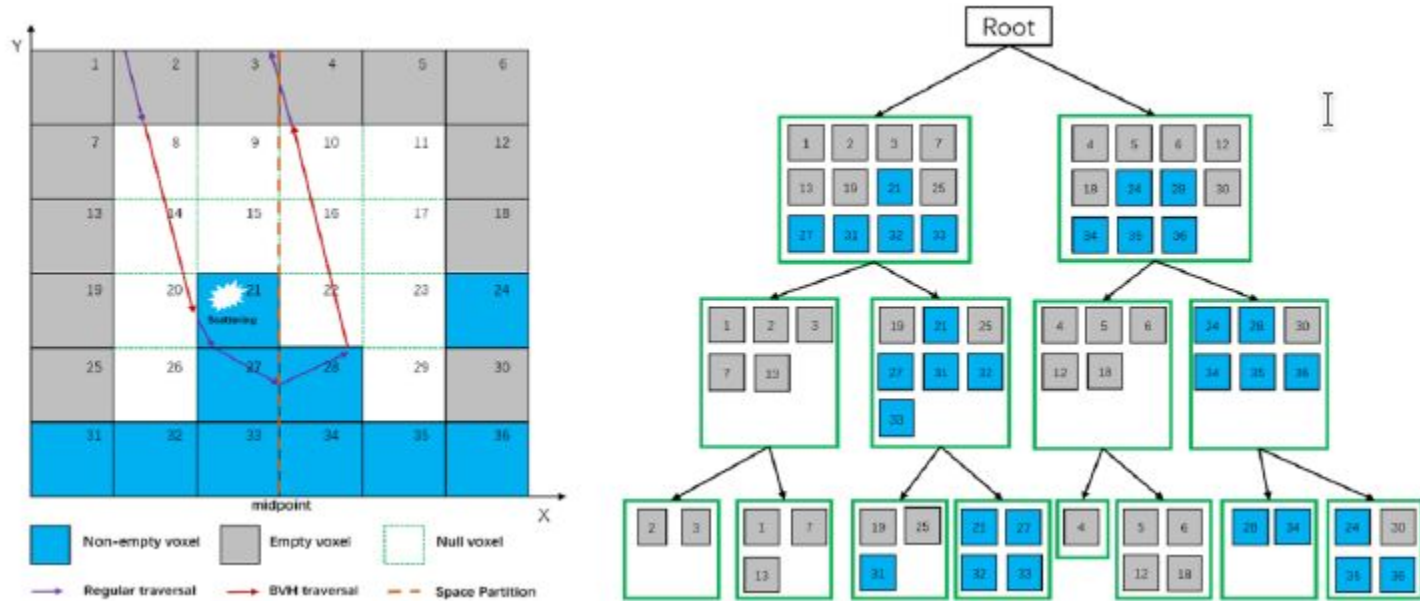 Y
1 2 3 4 5 6
7 8 9 10 11 12
13 14 15 16 17 18
19 20 21 22 23 24
Scattering
25 26 27 28 29 30
31 32 33 34 35 36
midpoint
X
Non-empty voxel Empty voxel Null voxel
Regular traversal BVH traversal Space Partition
Root
1 2 3 7
13 19 21 25
27 31 32 33
4 5 6 12
18 24 28 30
34 35 36
1 2 3
7 13
19 21 25
27 31 32
33
4 5 6
12 18
24 28 30
34 35 36
2 3
1 7
13
19 25
31
21 27
32 33
4
5 6
12 18
28 34
24 30
35 36